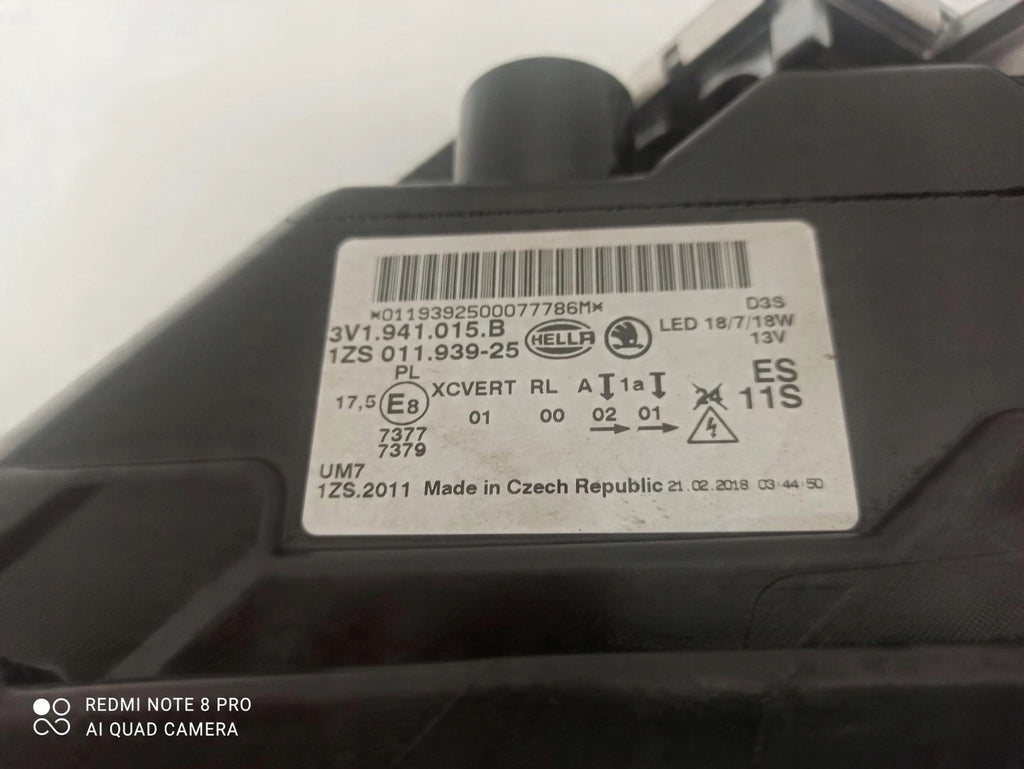 *0119392500077786M*
3V1.941.015.B
1ZS 011.939-25
HELLA
D3S
LED 18/7/18W
13V
PL
17,5 E8 XCVERT RL A 1a 24
ES
01 00 02 01
11S
7377
7379
UM7
1ZS.2011 Made in Czech Republic 21.02.2018 03:44:50
REDMI NOTE 8 PRO
AI QUAD CAMERA